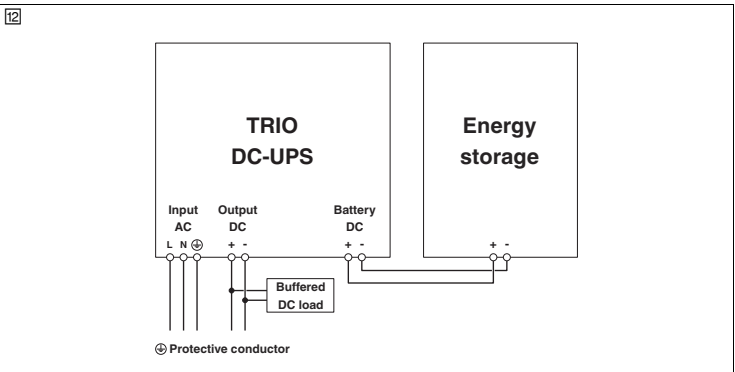 12
TRIO
DC-UPS
Energy
storage
Input
AC
Output
DC
Battery
DC
L N
+ -
+ -
+ -
Buffered
DC load
Protective conductor